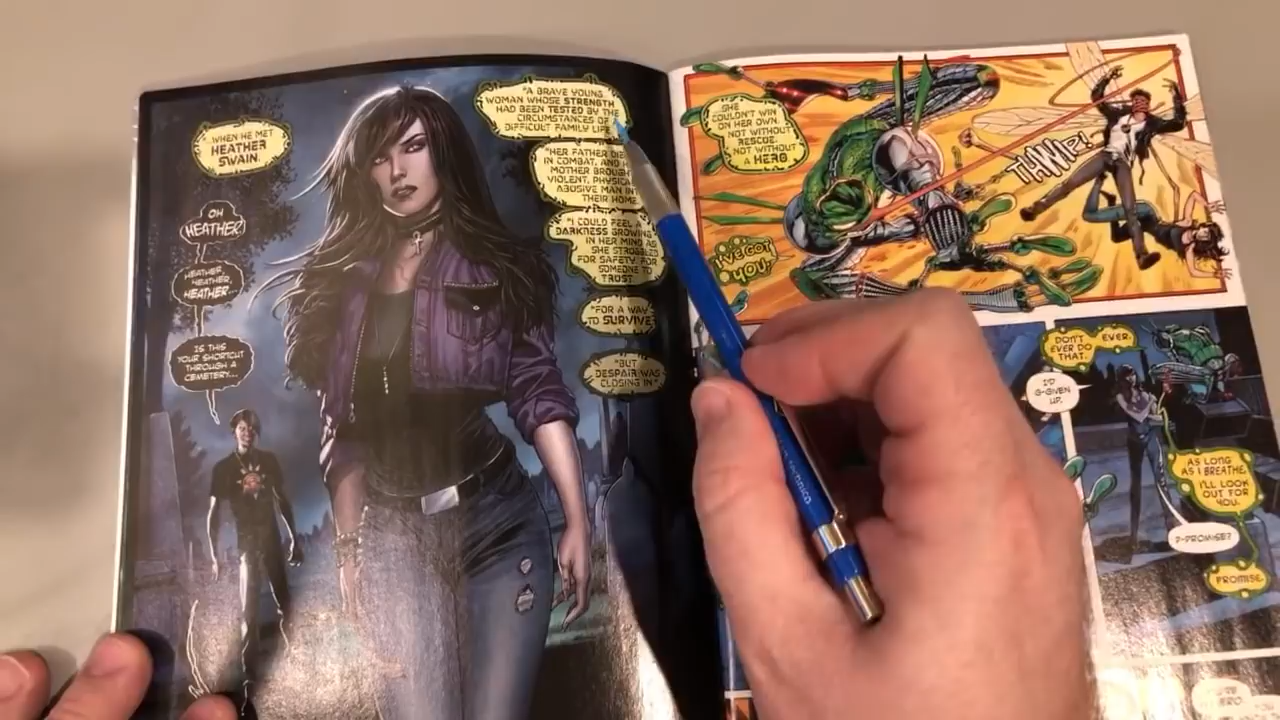 "WHEN HE MET
HEATHER
SWAIN.
OH
HEATHER!
HEATHER,
HEATHER,
HEATHER...
IS THIS
YOUR SHORTCUT
THROUGH A
CEMETERY...
"A BRAVE YOUNG
WOMAN WHOSE STRENGTH
HAD BEEN TESTED BY THE
CIRCUMSTANCES OF
DIFFICULT FAMILY LIFE.
"HER FATHER
IN COMBAT, AND
MOTHER
VIOLENT,
ABUSIVE MAN
THEIR HOME.
"I COULD FEEL A
DARKNESS GROWING
IN HER MIND AS
SHE STRUGGLED
FOR SAFETY, FOR
SOMEONE TO
TRUST.
"FOR A WAY
TO SURVIVE.
"BUT
DESPAIR WAS
CLOSING IN."
SHE
COULDN'T WIN
ON HER OWN.
NOT WITHOUT
RESCUE.
NOT WITHOUT
A HERO.
THWIP!
I'VE GOT
YOU!
DON'T EVER.
EVER DO
THAT.
I'D
G-GIVEN
UP.
AS LONG
AS I BREATHE,
I'LL LOOK
OUT FOR
YOU.
P-PROMISE?
PROMISE.